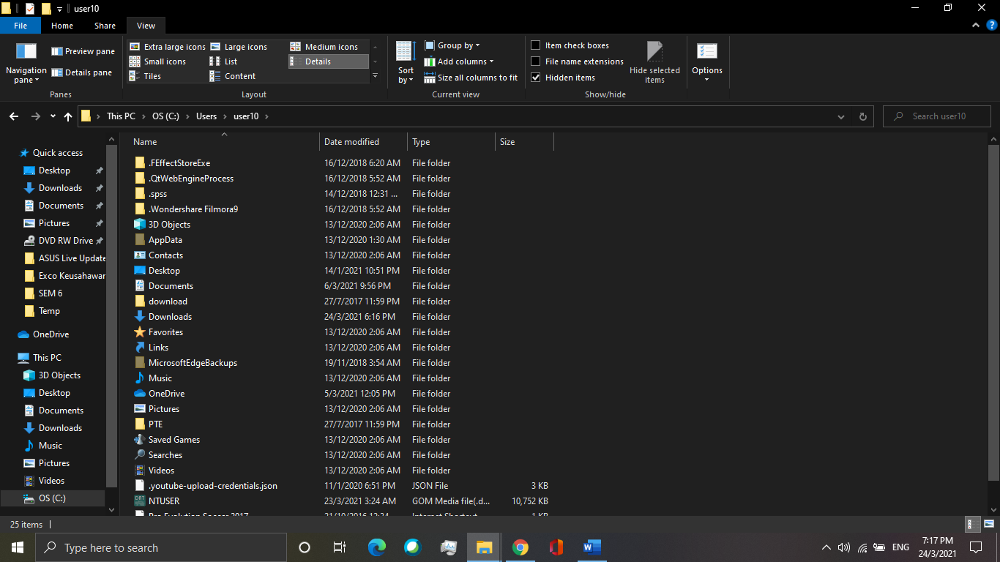 user10
File Home Share View
Navigation pane
Preview pane
Details pane
Panes
Extra large icons Large icons Medium icons
Small icons List Details
Tiles Content
Layout
Sort by
Group by
Add columns
Size all columns to fit
Current view
Item check boxes
File name extensions
Hidden items
Hide selected items
Show/hide
Options
This PC OS (C:) Users user10
Search user10
Quick access
Desktop
Downloads
Documents
Pictures
DVD RW Drive
ASUS Live Update
Exco Keusahawar
SEM 6
Temp
OneDrive
This PC
3D Objects
Desktop
Documents
Downloads
Music
Pictures
Videos
OS (C:)
Name Date modified Type Size
.FEffectStoreExe 16/12/2018 6:20 AM File folder
.QtWebEngineProcess 16/12/2018 5:52 AM File folder
.spss 14/12/2018 12:31 ... File folder
.Wondershare Filmora9 16/12/2018 5:52 AM File folder
3D Objects 13/12/2020 2:06 AM File folder
AppData 13/12/2020 1:30 AM File folder
Contacts 13/12/2020 2:06 AM File folder
Desktop 14/1/2021 10:51 PM File folder
Documents 6/3/2021 9:56 PM File folder
download 27/7/2017 11:59 PM File folder
Downloads 24/3/2021 6:16 PM File folder
Favorites 13/12/2020 2:06 AM File folder
Links 13/12/2020 2:06 AM File folder
MicrosoftEdgeBackups 19/11/2018 3:54 AM File folder
Music 13/12/2020 2:06 AM File folder
OneDrive 5/3/2021 12:05 PM File folder
Pictures 13/12/2020 2:06 AM File folder
PTE 27/7/2017 11:59 PM File folder
Saved Games 13/12/2020 2:06 AM File folder
Searches 13/12/2020 2:06 AM File folder
Videos 13/12/2020 2:06 AM File folder
.youtube-upload-credentials.json 11/1/2020 6:51 PM JSON File 3 KB
NTUSER 23/3/2021 3:24 AM GOM Media file(.d... 10,752 KB
Pro Evolution Soccer 2017 Internet Shortcut 1 KB
25 items
Type here to search
ENG
7:17 PM
24/3/2021